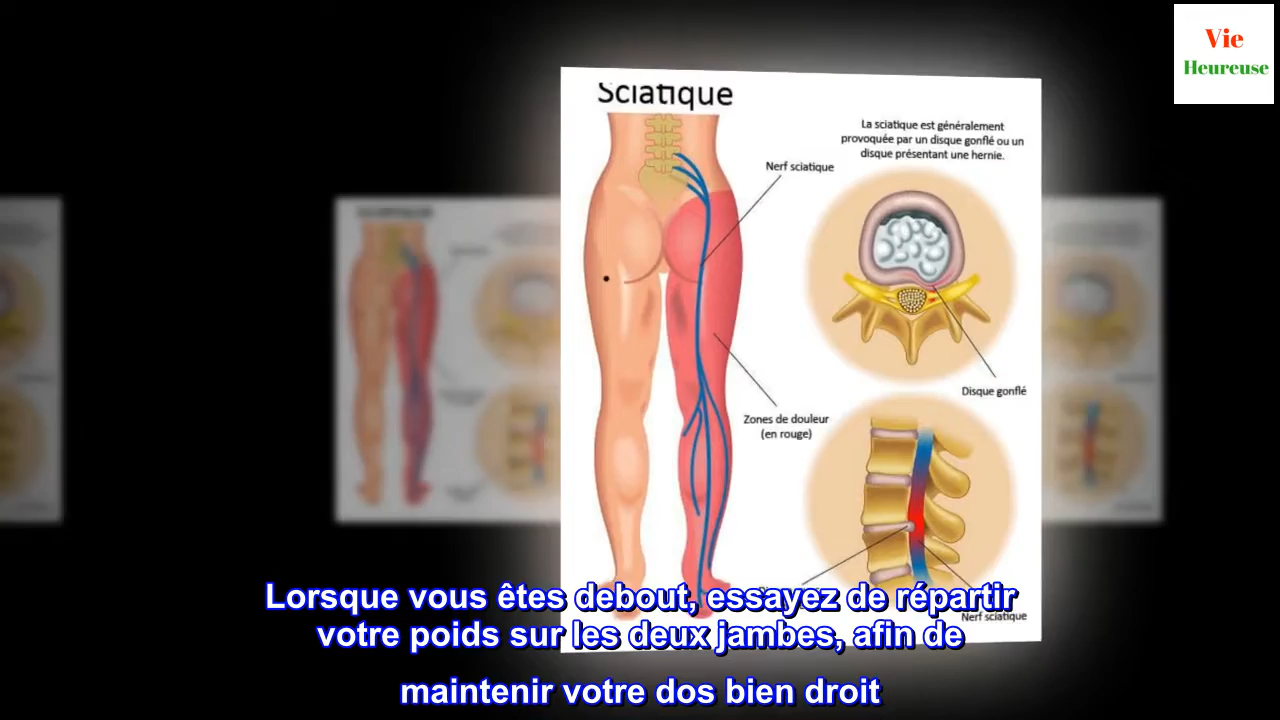 Vie
Heureuse
Sciatique
La sciatique est généralement
provoquée par un disque gonflé ou un
disque présentant une hernie.
Nerf sciatique
Disque gonflé
Zones de douleur
(en rouge)
Nerf sciatique
Lorsque vous êtes debout, essayez de répartir
votre poids sur les deux jambes, afin de
maintenir votre dos bien droit